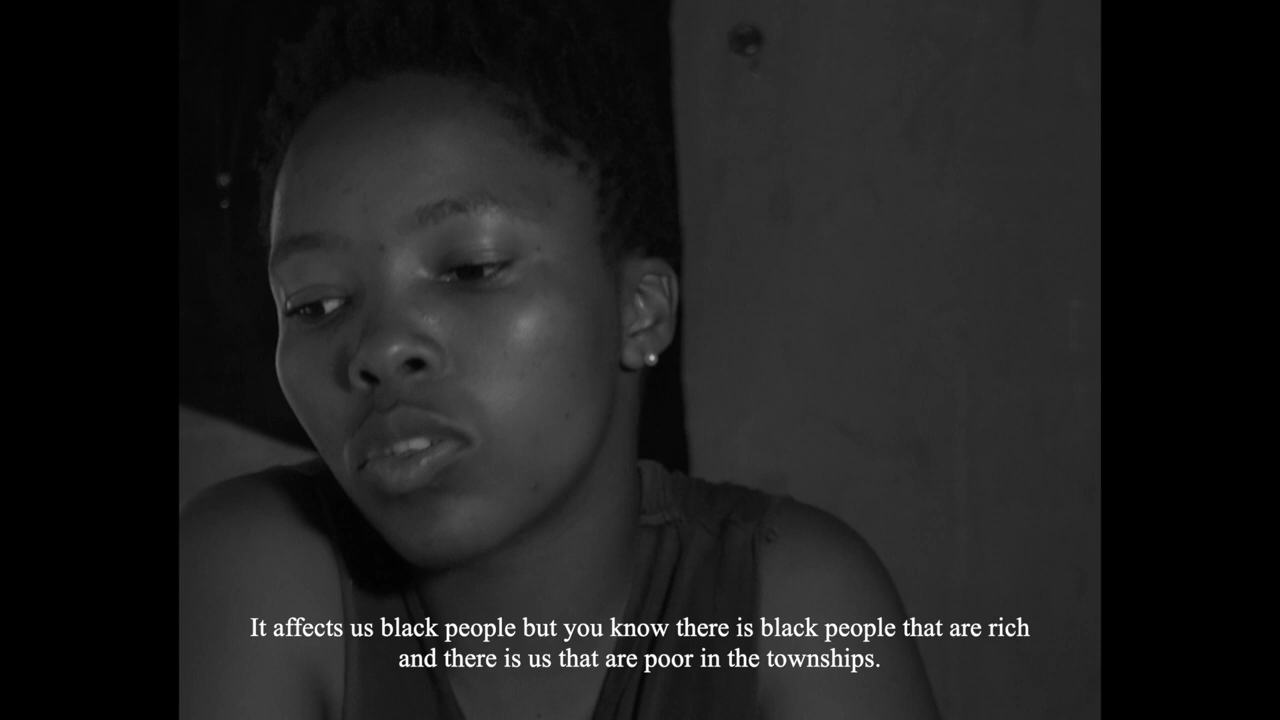 It affects us black people but you know there is black people that are rich
and there is us that are poor in the townships.